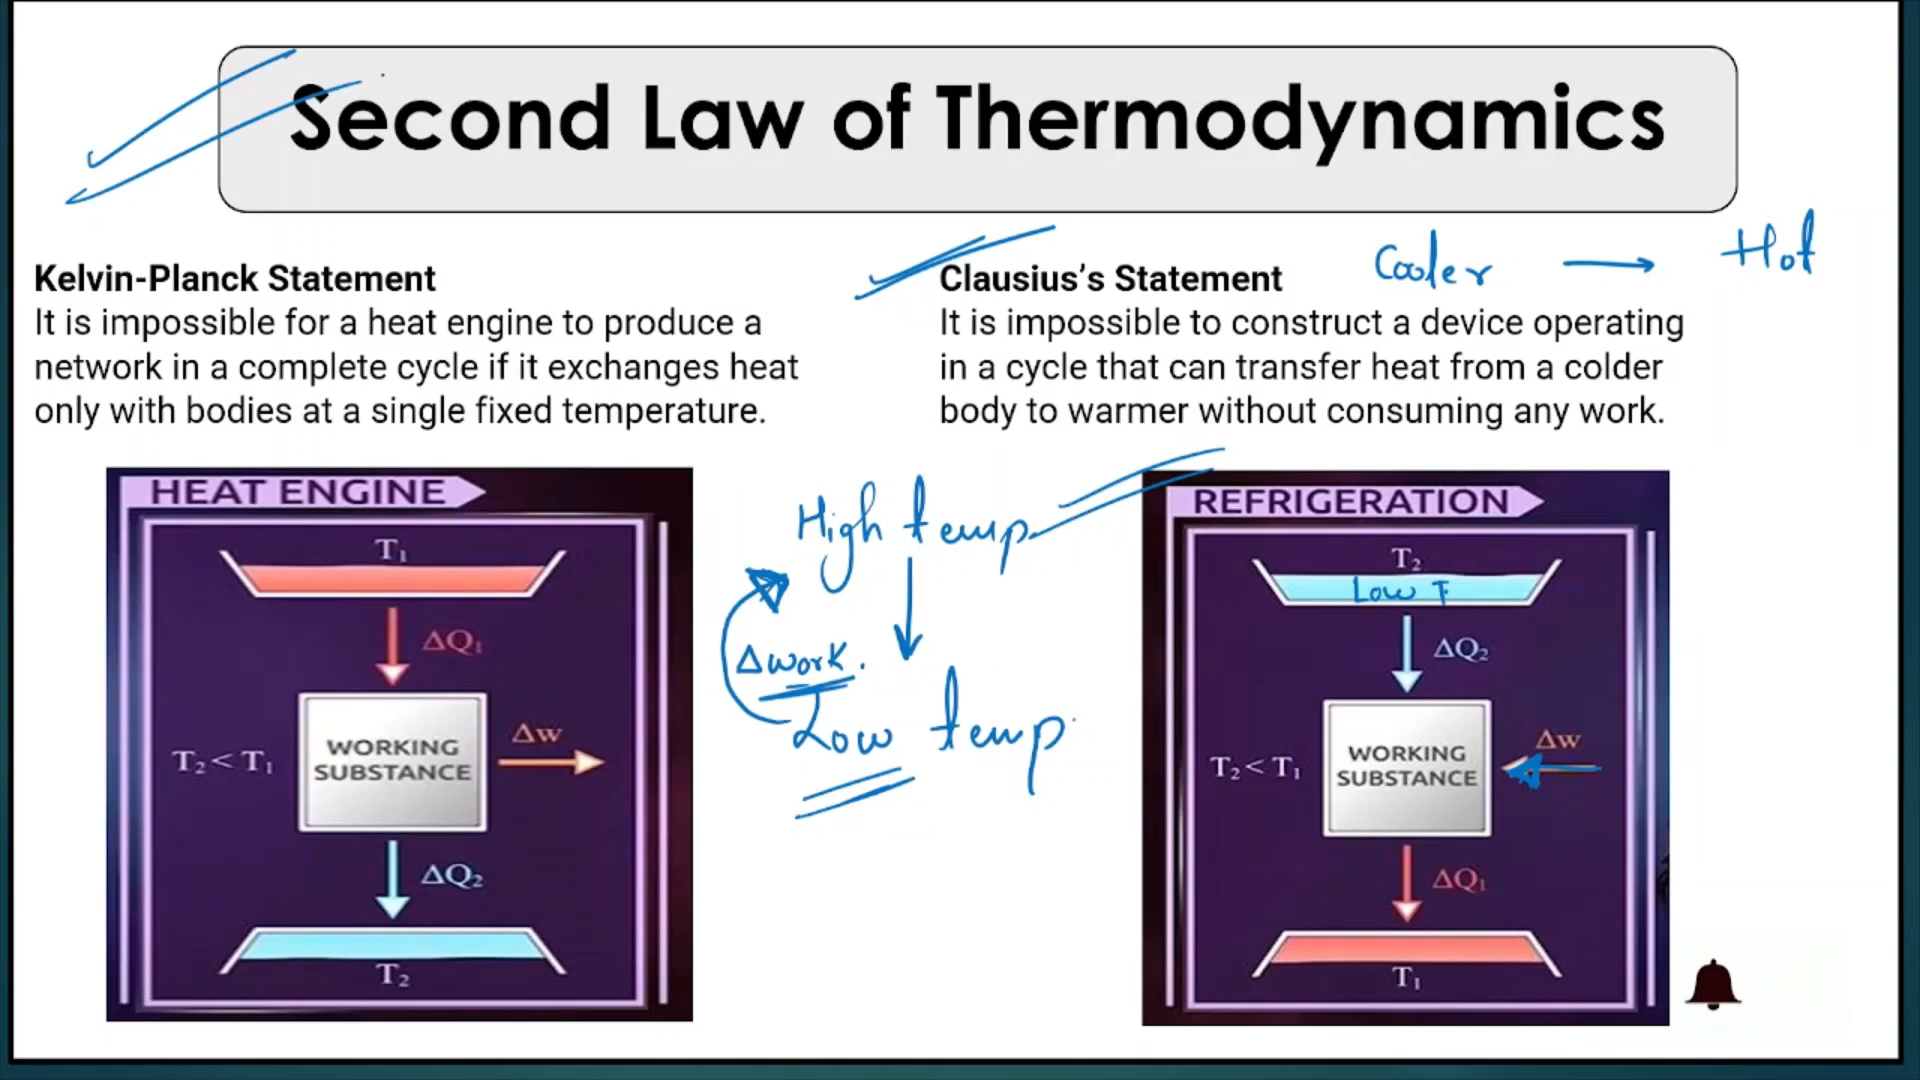 Second Law of Thermodynamics
Cooler → Hot
Kelvin-Planck Statement
It is impossible for a heat engine to produce a
network in a complete cycle if it exchanges heat
only with bodies at a single fixed temperature.
Clausius’s Statement
It is impossible to construct a device operating
in a cycle that can transfer heat from a colder
body to warmer without consuming any work.
HEAT ENGINE
T₁
ΔQ₁
T₂ < T₁
WORKING
SUBSTANCE
Δw
ΔQ₂
T₂
High temp
Δwork.
Low temp
REFRIGERATION
T₂
Low T
ΔQ₂
T₂ < T₁
WORKING
SUBSTANCE
Δw
ΔQ₁
T₁